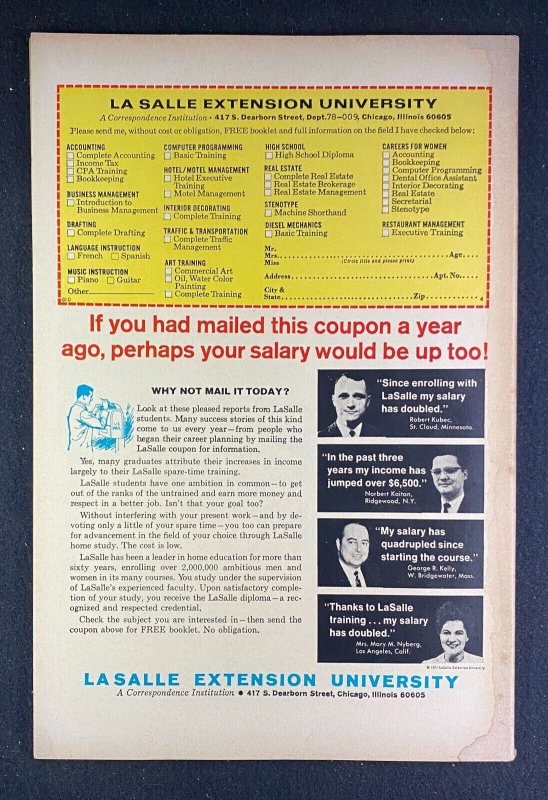 LA SALLE EXTENSION UNIVERSITY
A Correspondence Institution • 417 S. Dearborn Street, Dept. 78-009, Chicago, Illinois 60605
Please send me, without cost or obligation, FREE booklet and full information on the field I have checked below:
ACCOUNTING
Complete Accounting
Income Tax
CPA Training
Bookkeeping
BUSINESS MANAGEMENT
Introduction to
Business Management
DRAFTING
Complete Drafting
LANGUAGE INSTRUCTION
French Spanish
MUSIC INSTRUCTION
Piano Guitar
Other
COMPUTER PROGRAMMING
Basic Training
HOTEL/MOTEL MANAGEMENT
Hotel Executive
Training
Motel Management
INTERIOR DECORATING
Complete Training
TRAFFIC & TRANSPORTATION
Complete Traffic
Management
ART TRAINING
Commercial Art
Oil, Water Color
Painting
Complete Training
HIGH SCHOOL
High School Diploma
REAL ESTATE
Complete Real Estate
Real Estate Brokerage
Real Estate Management
STENOTYPE
Machine Shorthand
DIESEL MECHANICS
Basic Training
CAREERS FOR WOMEN
Accounting
Bookkeeping
Computer Programming
Dental Office Assistant
Interior Decorating
Real Estate
Secretarial
Stenotype
RESTAURANT MANAGEMENT
Executive Training
Mr.
Mrs. Age
Miss (Circle title and please print)
Address Apt. No.
City &
State Zip
If you had mailed this coupon a year
ago, perhaps your salary would be up too!
WHY NOT MAIL IT TODAY?
Look at these pleased reports from LaSalle
students. Many success stories of this kind
come to us every year—from people who
began their career planning by mailing the
LaSalle coupon for information.
Yes, many graduates attribute their increases in income
largely to their LaSalle spare-time training.
LaSalle students have one ambition in common—to get
out of the ranks of the untrained and earn more money and
respect in a better job. Isn't that your goal too?
Without interfering with your present work—and by de-
voting only a little of your spare time—you too can prepare
for advancement in the field of your choice through LaSalle
home study. The cost is low.
LaSalle has been a leader in home education for more than
sixty years, enrolling over 2,000,000 ambitious men and
women in its many courses. You study under the supervision
of LaSalle's experienced faculty. Upon satisfactory comple-
tion of your study, you receive the LaSalle diploma—a rec-
ognized and respected credential.
Check the subject you are interested in—then send the
coupon above for FREE booklet. No obligation.
"Since enrolling with
LaSalle my salary
has doubled."
Robert Kubec,
St. Cloud, Minnesota.
"In the past three
years my income has
jumped over $6,500."
Norbert Kaitan,
Ridgewood, N.Y.
"My salary has
quadrupled since
starting the course."
George R. Kelly,
W. Bridgewater, Mass.
"Thanks to LaSalle
training ... my salary
has doubled."
Mrs. Mary M. Nyberg,
Los Angeles, Calif.
LA SALLE EXTENSION UNIVERSITY
A Correspondence Institution • 417 S. Dearborn Street, Chicago, Illinois 60605